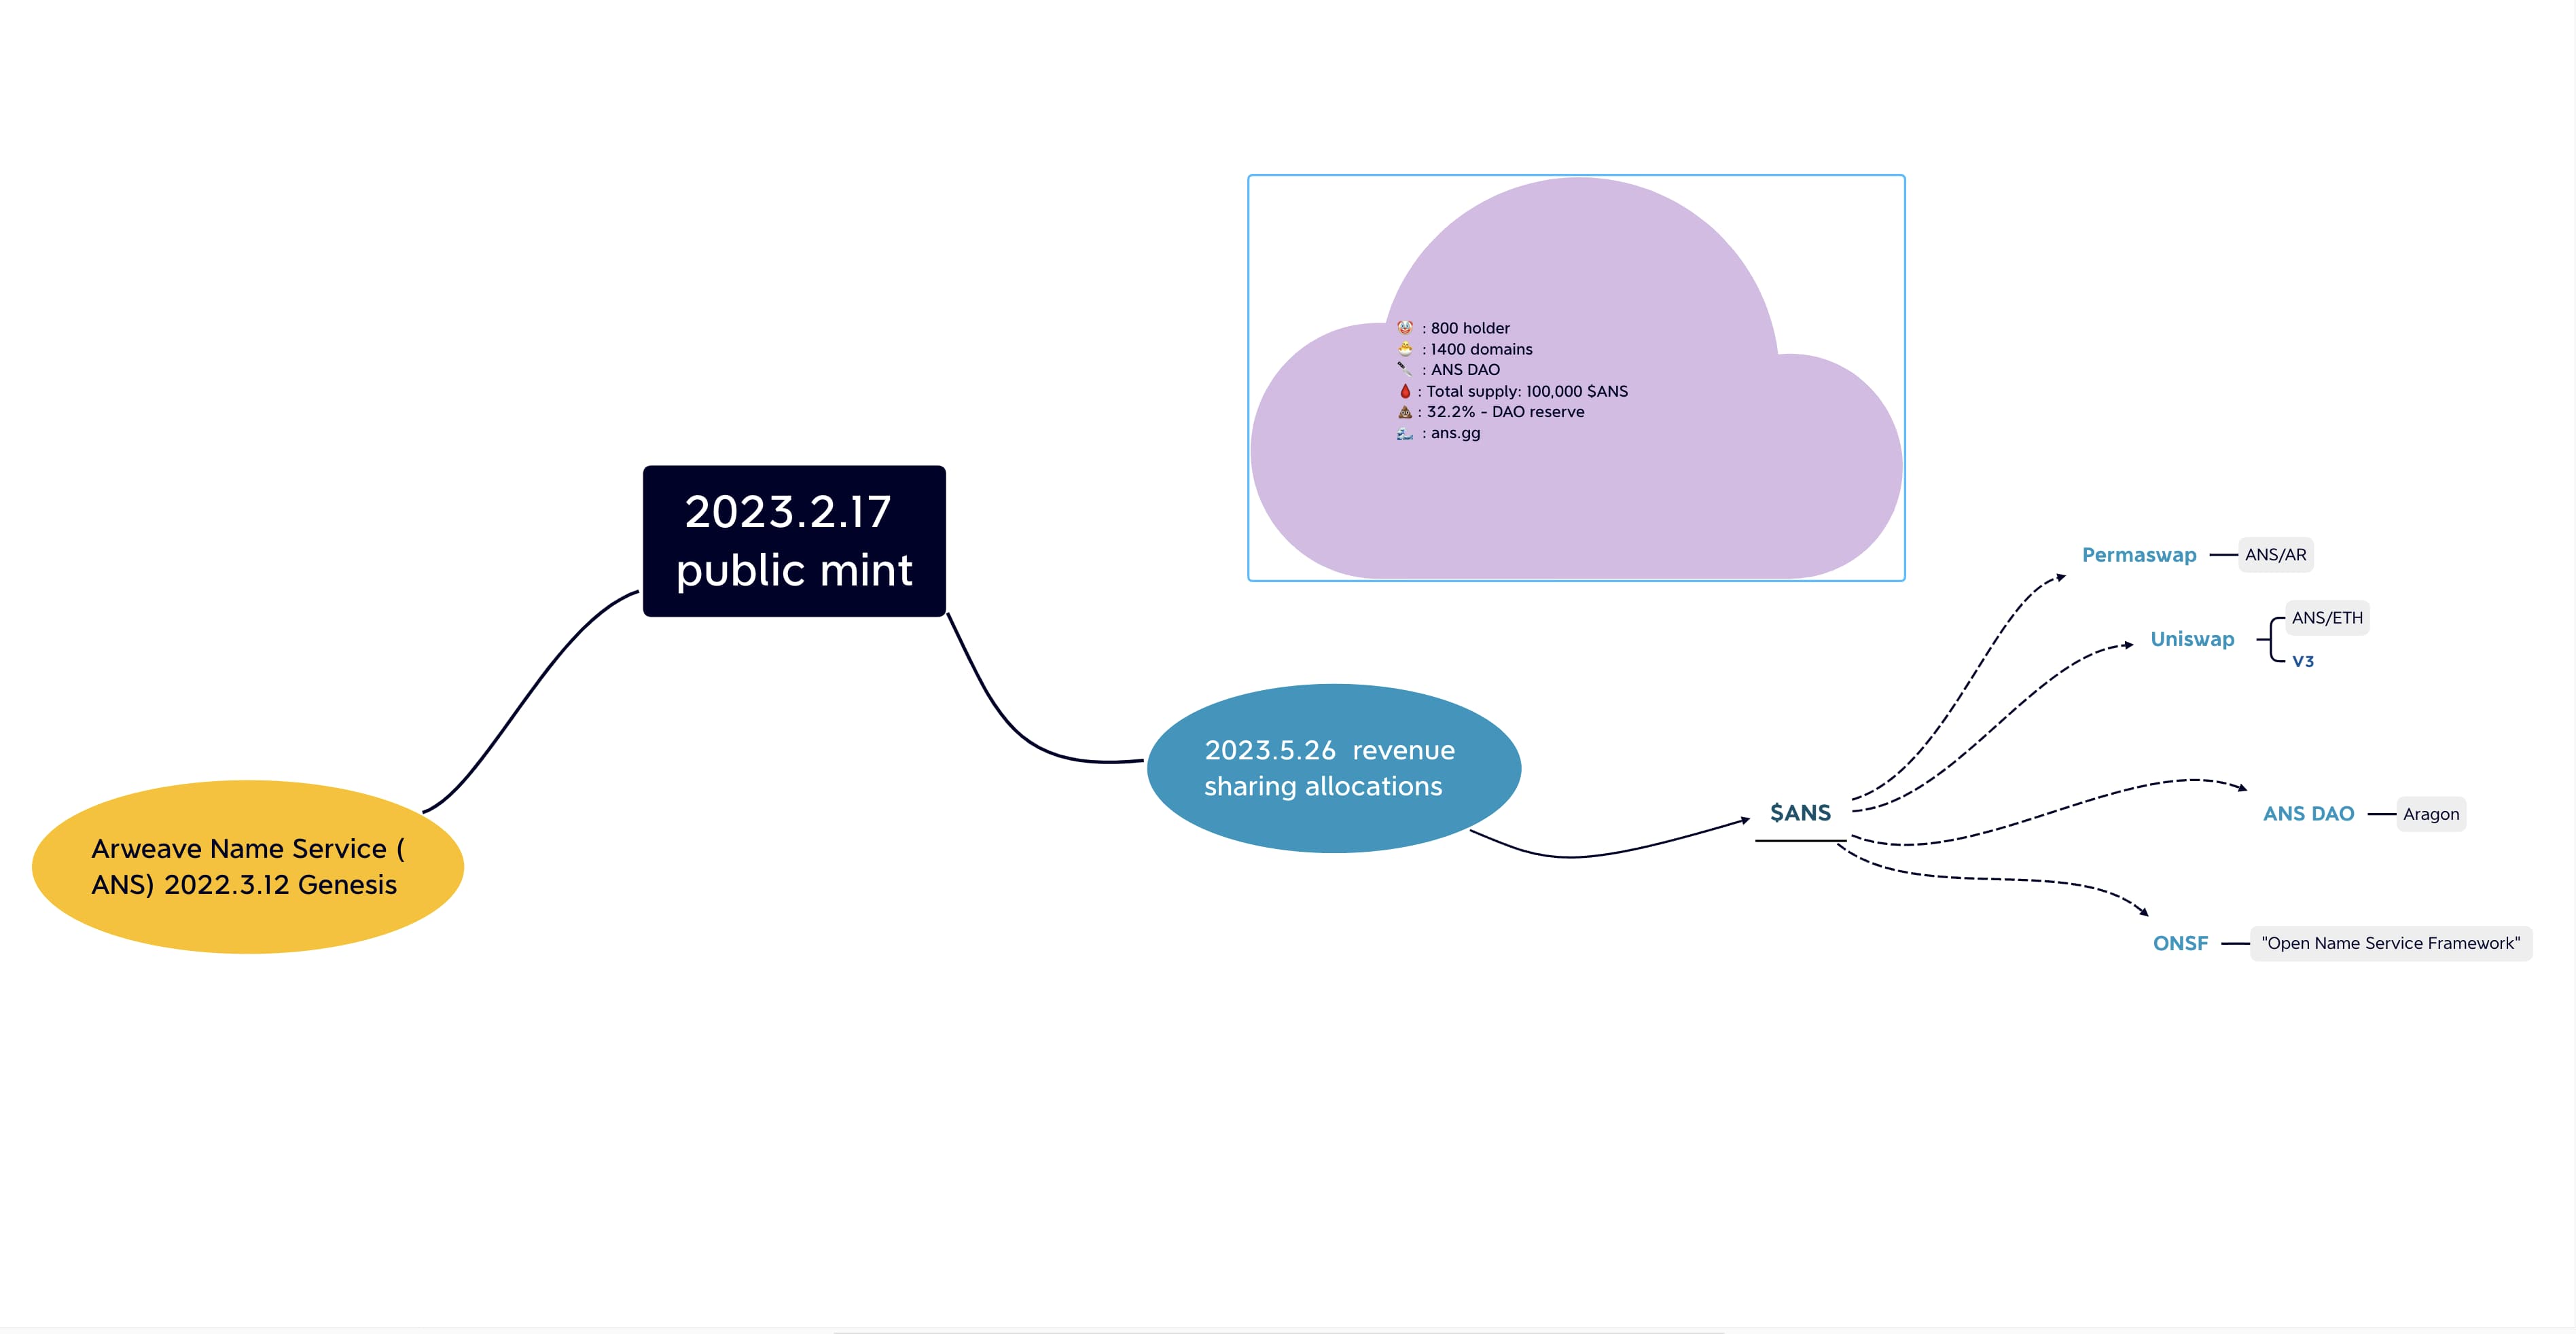 2023.2.17
public mint
Arweave Name Service (
ANS) 2022.3.12 Genesis
🤡 : 800 holder
🐣 : 1400 domains
🔪 : ANS DAO
🩸 : Total supply: 100,000 $ANS
💩 : 32.2% - DAO reserve
🌊 : ans.gg
2023.5.26 revenue
sharing allocations
$ANS
Permaswap
ANS/AR
Uniswap
ANS/ETH
V3
ANS DAO
Aragon
ONSF
"Open Name Service Framework"